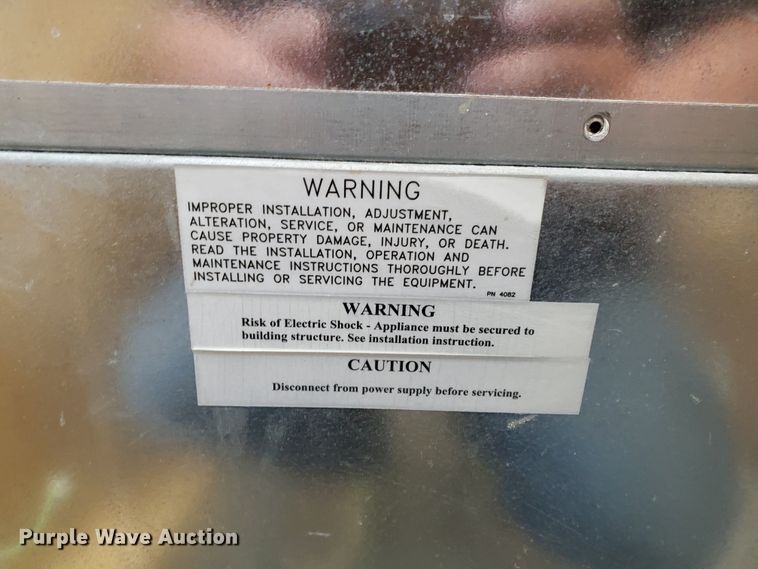 WARNING
IMPROPER INSTALLATION, ADJUSTMENT,
ALTERATION, SERVICE, OR MAINTENANCE CAN
CAUSE PROPERTY DAMAGE, INJURY, OR DEATH.
READ THE INSTALLATION, OPERATION AND
MAINTENANCE INSTRUCTIONS THOROUGHLY BEFORE
INSTALLING OR SERVICING THE EQUIPMENT.
PN 4082
WARNING
Risk of Electric Shock - Appliance must be secured to
building structure. See installation instruction.
CAUTION
Disconnect from power supply before servicing.
Purple Wave Auction